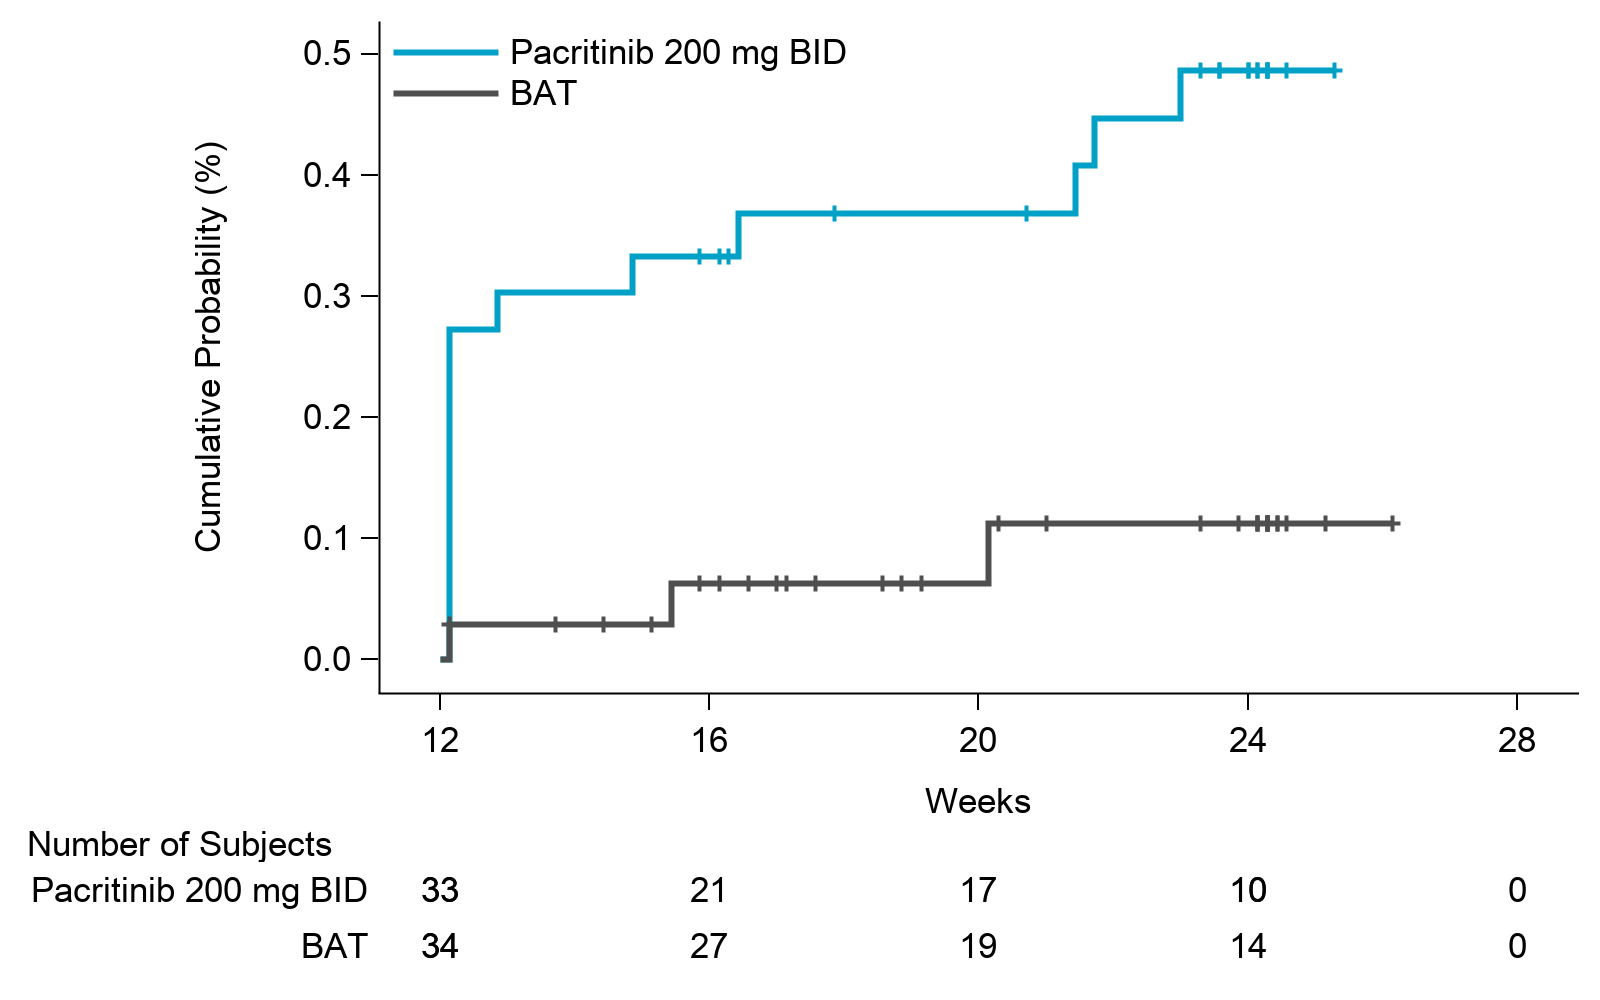 Pacritinib 200 mg BID
BAT
Cumulative Probability (%)
0.5
0.4
0.3
0.2
0.1
0.0
12 16 20 24 28
Weeks
Number of Subjects
Pacritinib 200 mg BID 33 21 17 10 0
BAT 34 27 19 14 0